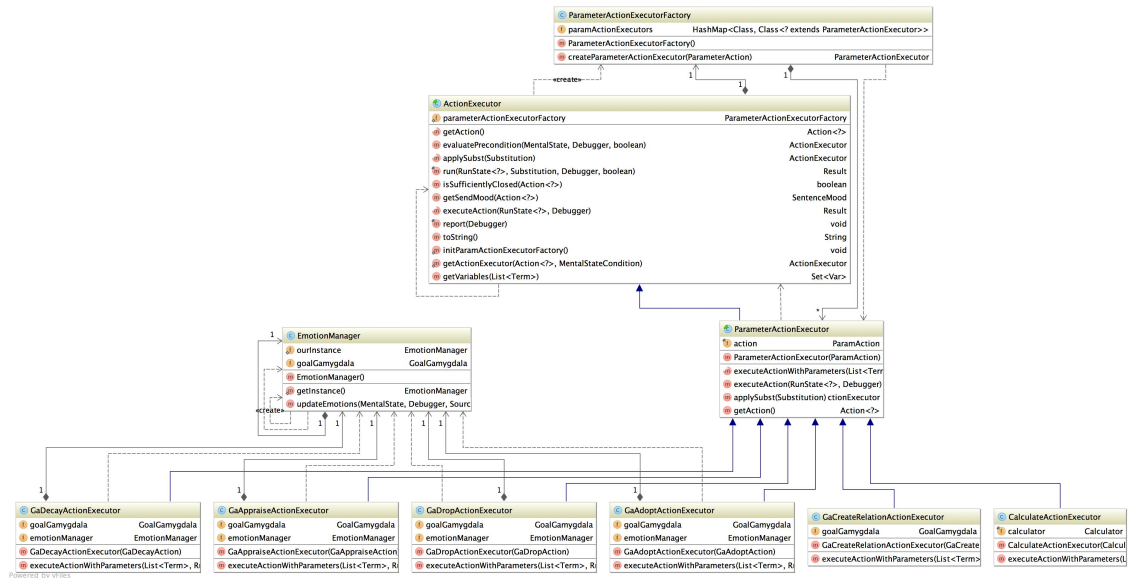 ParameterActionExecutorFactory
paramActionExecutors HashMap<Class, Class<? extends ParameterActionExecutor>>
ParameterActionExecutorFactory()
createParameterActionExecutor(ParameterAction) ParameterActionExecutor
«create» 1 1
1
ActionExecutor
parameterActionExecutorFactory ParameterActionExecutorFactory
getAction() Action<?>
evaluatePrecondition(MentalState, Debugger, boolean) ActionExecutor
applySubst(Substitution) ActionExecutor
run(RunState<?>, Substitution, Debugger, boolean) Result
isSufficientlyClosed(Action<?>) boolean
getSendMood(Action<?>) SentenceMood
executeAction(RunState<?>, Debugger) Result
report(Debugger) void
toString() String
initParamActionExecutorFactory() void
getActionExecutor(Action<?>, MentalStateCondition) ActionExecutor
getVariables(List<Term>) Set<Var>
*
ParameterActionExecutor
action ParamAction
ParameterActionExecutor(ParamAction)
executeActionWithParameters(List<Terr
executeAction(RunState<?>, Debugger)
applySubst(Substitution) ctionExecutor
getAction() Action<?>
1
EmotionManager
ourInstance EmotionManager
goalGamygdala GoalGamygdala
EmotionManager()
getInstance() EmotionManager
updateEmotions(MentalState, Debugger, Sourc
«create»
1 1 1 1 1
1 1 1 1
GaDecayActionExecutor
goalGamygdala GoalGamygdala
emotionManager EmotionManager
GaDecayActionExecutor(GaDecayAction)
executeActionWithParameters(List<Term>, R
GaAppraiseActionExecutor
goalGamygdala GoalGamygdala
emotionManager EmotionManager
GaAppraiseActionExecutor(GaAppraiseAction
executeActionWithParameters(List<Term>, R
GaDropActionExecutor
goalGamygdala GoalGamygdala
emotionManager EmotionManager
GaDropActionExecutor(GaDropAction)
executeActionWithParameters(List<Term>, R
GaAdoptActionExecutor
goalGamygdala GoalGamygdala
emotionManager EmotionManager
GaAdoptActionExecutor(GaAdoptAction)
executeActionWithParameters(List<Term>, R
GaCreateRelationActionExecutor
goalGamygdala GoalGamygdala
GaCreateRelationActionExecutor(GaCreate
executeActionWithParameters(List<Term>
CalculateActionExecutor
calculator Calculator
CalculateActionExecutor(Calcul
executeActionWithParameters(L
Powered by yFiles